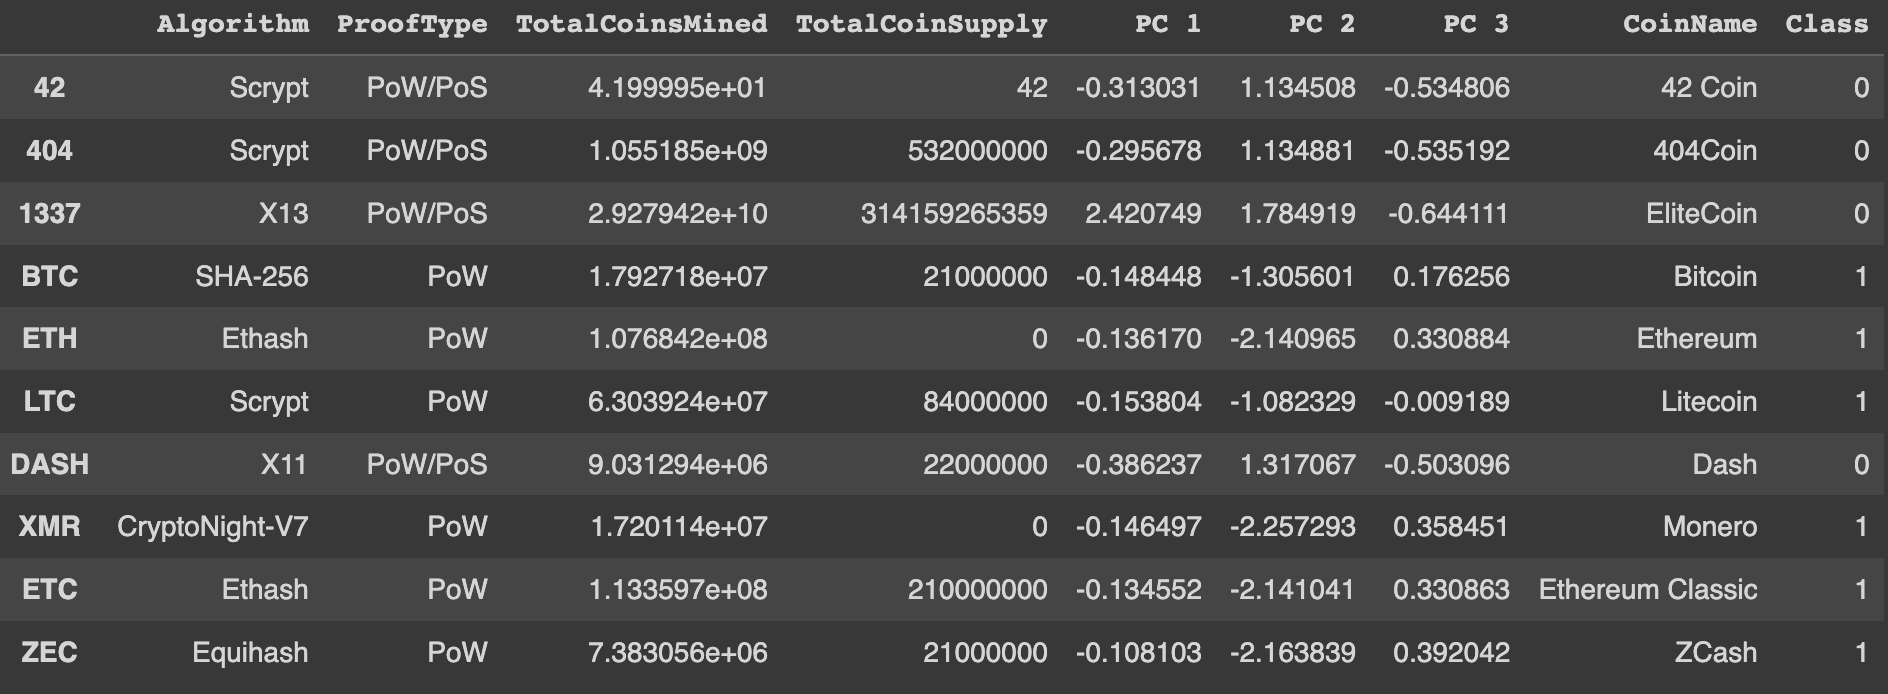 Algorithm ProofType TotalCoinsMined TotalCoinSupply PC 1 PC 2 PC 3 CoinName Class
42 Scrypt PoW/PoS 4.199995e+01 42 -0.313031 1.134508 -0.534806 42 Coin 0
404 Scrypt PoW/PoS 1.055185e+09 532000000 -0.295678 1.134881 -0.535192 404Coin 0
1337 X13 PoW/PoS 2.927942e+10 314159265359 2.420749 1.784919 -0.644111 EliteCoin 0
BTC SHA-256 PoW 1.792718e+07 21000000 -0.148448 -1.305601 0.176256 Bitcoin 1
ETH Ethash PoW 1.076842e+08 0 -0.136170 -2.140965 0.330884 Ethereum 1
LTC Scrypt PoW 6.303924e+07 84000000 -0.153804 -1.082329 -0.009189 Litecoin 1
DASH X11 PoW/PoS 9.031294e+06 22000000 -0.386237 1.317067 -0.503096 Dash 0
XMR CryptoNight-V7 PoW 1.720114e+07 0 -0.146497 -2.257293 0.358451 Monero 1
ETC Ethash PoW 1.133597e+08 210000000 -0.134552 -2.141041 0.330863 Ethereum Classic 1
ZEC Equihash PoW 7.383056e+06 21000000 -0.108103 -2.163839 0.392042 ZCash 1